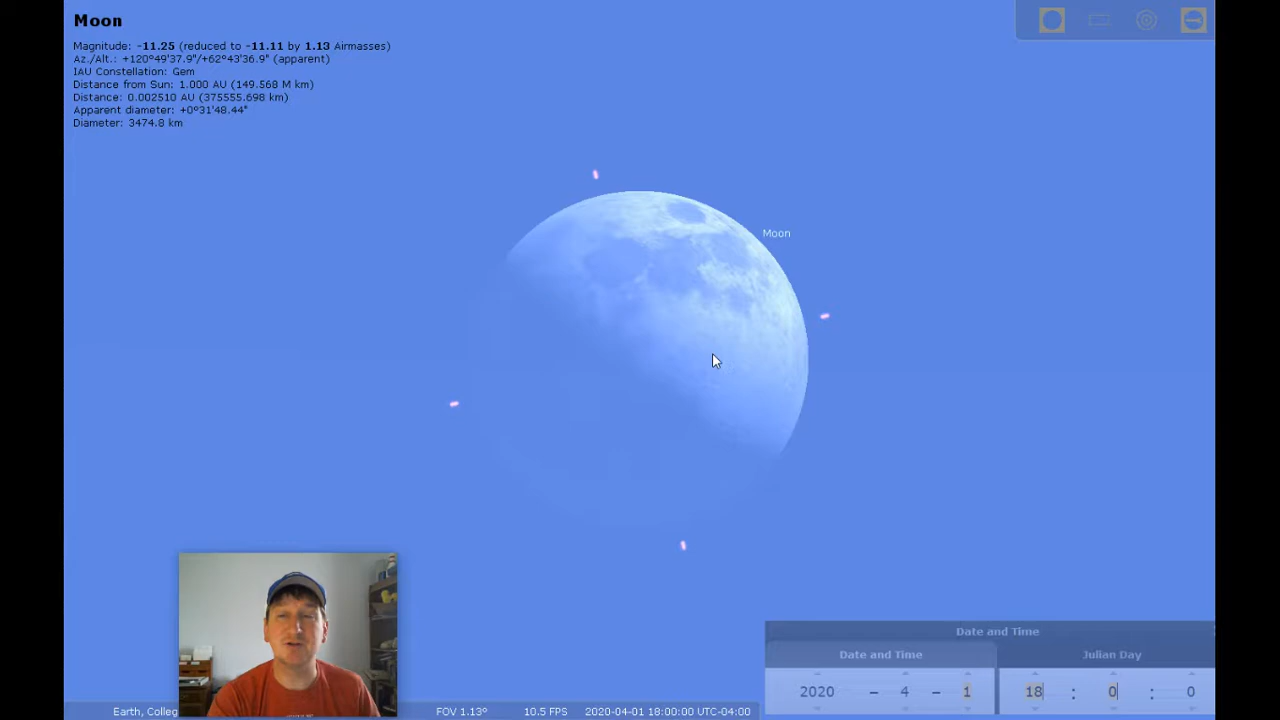 Moon
Magnitude: -11.25 (reduced to -11.11 by 1.13 Airmasses)
Az./Alt.: +120°49'37.9"/+62°43'36.9" (apparent)
IAU Constellation: Gem
Distance from Sun: 1.000 AU (149.568 M km)
Distance: 0.002510 AU (375555.698 km)
Apparent diameter: +0°31'48.44"
Diameter: 3474.8 km
Moon
Date and Time
Date and Time Julian Day
2020 - 4 - 1 18 : 0 : 0
Earth, Colleg FOV 1.13° 10.5 FPS 2020-04-01 18:00:00 UTC-04:00